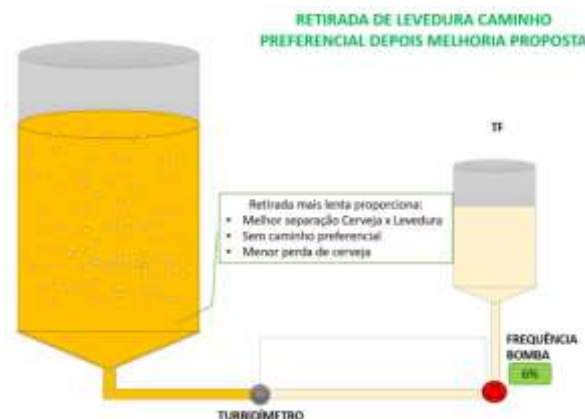 RETIRADA DE LEVEDURA CAMINHO
PREFERENCIAL DEPOIS MELHORIA PROPOSTA
TF
Retirada mais lenta proporciona:
• Melhor separação Cerveja x Levedura
• Sem caminho preferencial
• Menor perda de cerveja
FREQUÊNCIA
BOMBA
6%
TURBIDÍMETRO